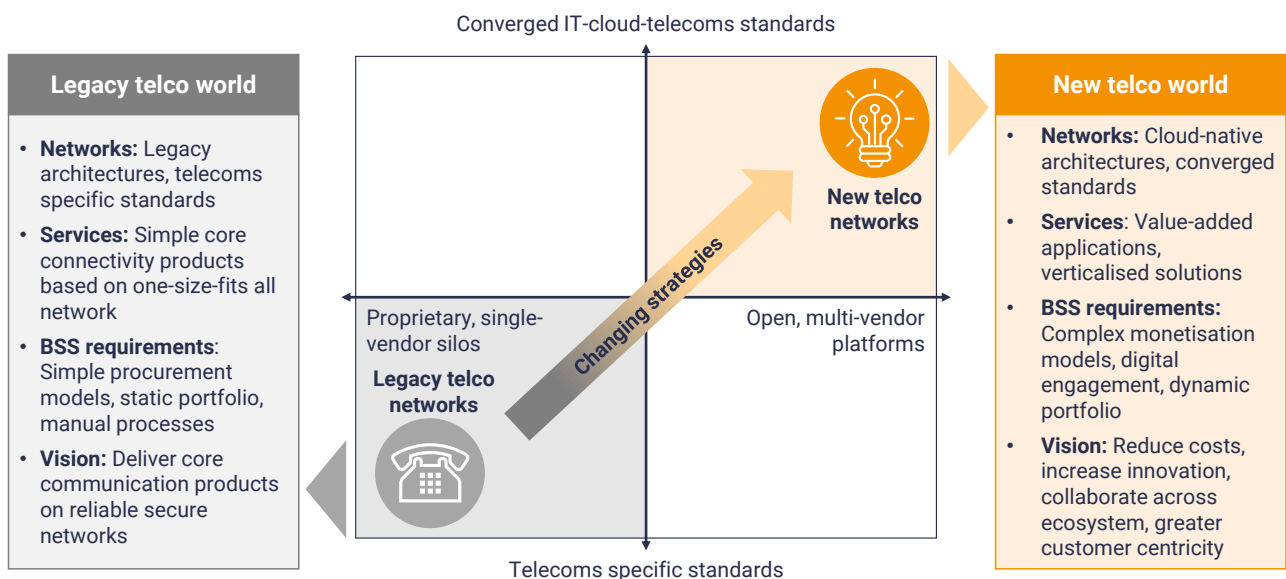 Converged IT-cloud-telecoms standards
Legacy telco world
• Networks: Legacy
architectures, telecoms
specific standards
• Services: Simple core
connectivity products
based on one-size-fits all
network
• BSS requirements:
Simple procurement
models, static portfolio,
manual processes
• Vision: Deliver core
communication products
on reliable secure
networks
New telco
networks
Changing strategies
Proprietary, single-
vendor silos
Open, multi-vendor
platforms
Legacy telco
networks
Telecoms specific standards
New telco world
• Networks: Cloud-native
architectures, converged
standards
• Services: Value-added
applications,
verticalised solutions
• BSS requirements:
Complex monetisation
models, digital
engagement, dynamic
portfolio
• Vision: Reduce costs,
increase innovation,
collaborate across
ecosystem, greater
customer centricity